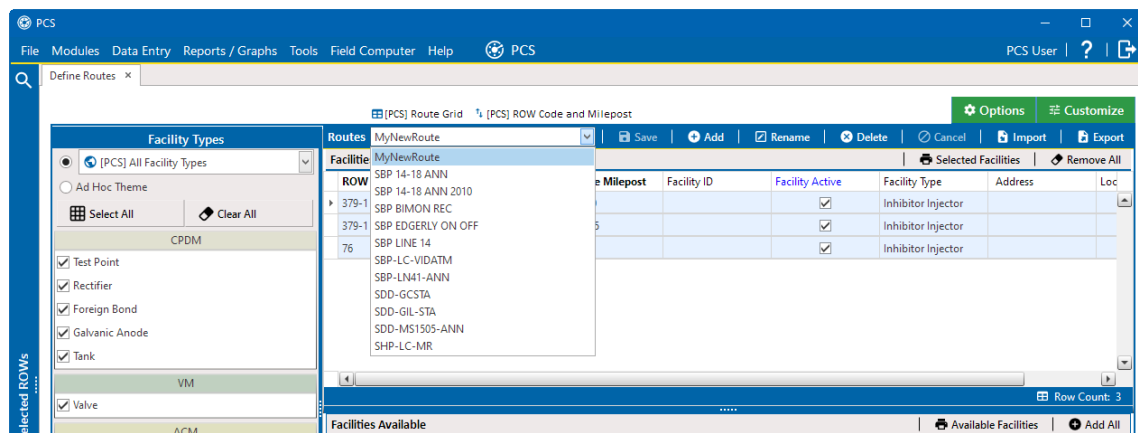 PCS
File Modules Data Entry Reports / Graphs Tools Field Computer Help PCS PCS User ?
Define Routes ×
[PCS] Route Grid [PCS] ROW Code and Milepost Options Customize
Facility Types Routes MyNewRoute Save Add Rename Delete Cancel Import Export
[PCS] All Facility Types Facilitie MyNewRoute Selected Facilities Remove All
Ad Hoc Theme ROW SBP 14-18 ANN e Milepost Facility ID Facility Active Facility Type Address Loc
Select All Clear All 379-1 SBP 14-18 ANN 2010 Inhibitor Injector
SBP BIMON REC
379-1 SBP EDGERLY ON OFF 5 Inhibitor Injector
CPDM 76 SBP LINE 14 Inhibitor Injector
Test Point SBP-LC-VIDATM
SBP-LN41-ANN
Rectifier SDD-GCSTA
Foreign Bond SDD-GIL-STA
Galvanic Anode SDD-MS1505-ANN
Tank SHP-LC-MR
VM
Valve Row Count: 3
ACM Facilities Available Available Facilities Add All
elected ROWs